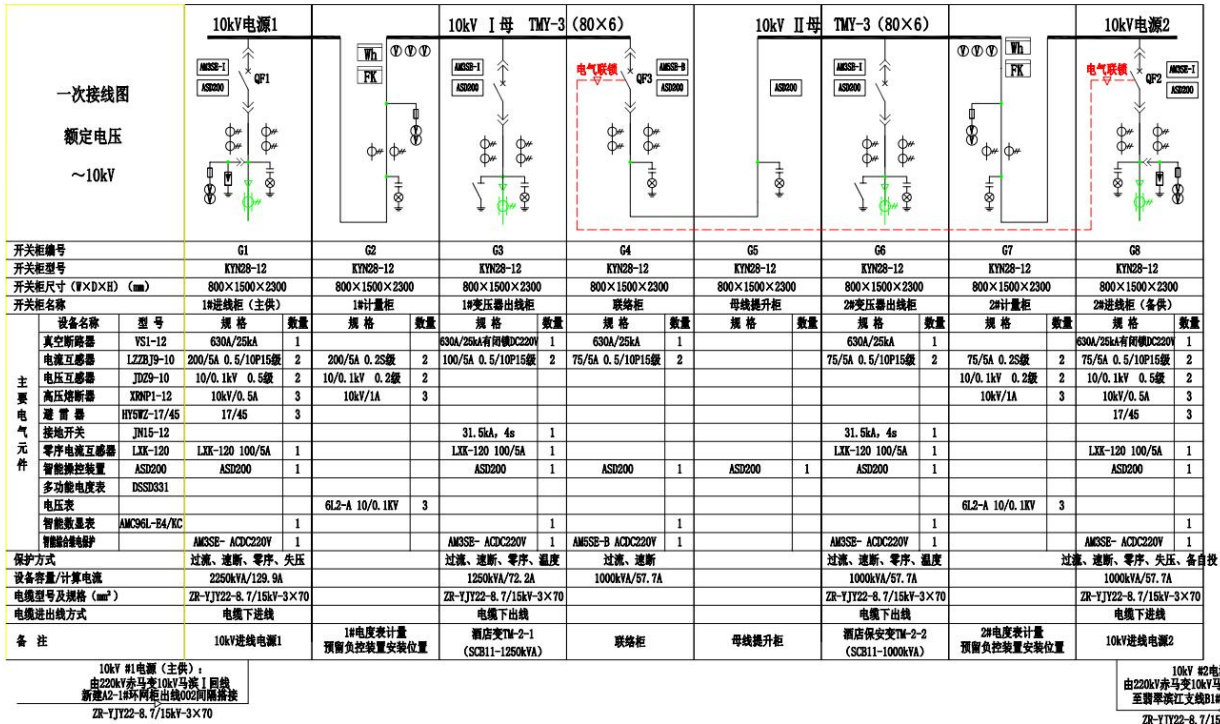 10kV电源1
10kV Ⅰ母 TMY-3 (80×6)
10kV Ⅱ母 TMY-3 (80×6)
10kV电源2
一次接线图
额定电压
～10kV
AM3SE-I
ASD200
QF1
Wh
FK
AM3SE-I
ASD200
电气联锁
QF3
AM5SE-B
ASD200
ASD200
AM3SE-I
ASD200
Wh
FK
电气联锁
QF2
AM3SE-I
ASD200
开关柜编号 G1 G2 G3 G4 G5 G6 G7 G8
开关柜型号 KYN28-12 KYN28-12 KYN28-12 KYN28-12 KYN28-12 KYN28-12 KYN28-12 KYN28-12
开关柜尺寸 (W×D×H) (mm) 800×1500×2300 800×1500×2300 800×1500×2300 800×1500×2300 800×1500×2300 800×1500×2300 800×1500×2300 800×1500×2300
开关柜名称 1#进线柜 (主供) 1#计量柜 1#变压器出线柜 联络柜 母线提升柜 2#变压器出线柜 2#计量柜 2#进线柜 (备供)
主要电气元件
设备名称 型 号 规 格 数量 规 格 数量 规 格 数量 规 格 数量 规 格 数量 规 格 数量 规 格 数量 规 格 数量
真空断路器 VS1-12 630A/25kA 1 630A/25kA有闭锁DC220V 1 630A/25kA 1 630A/25kA 1 630A/25kA有闭锁DC220V 1
电流互感器 LZZBJ9-10 200/5A 0.5/10P15级 2 200/5A 0.2S级 2 100/5A 0.5/10P15级 2 75/5A 0.5/10P15级 2 75/5A 0.5/10P15级 2 75/5A 0.2S级 2 75/5A 0.5/10P15级 2
电压互感器 JDZ9-10 10/0.1kV 0.5级 2 10/0.1kV 0.2级 2 10/0.1kV 0.2级 2 10/0.1kV 0.5级 2
高压熔断器 XRNP1-12 10kV/0.5A 3 10kV/1A 3 10kV/1A 3 10kV/0.5A 3
避 雷 器 HY5WZ-17/45 17/45 3 17/45 3
接地开关 JN15-12 31.5kA, 4s 1 31.5kA, 4s 1
零序电流互感器 LXK-120 LXK-120 100/5A 1 LXK-120 100/5A 1 LXK-120 100/5A 1 LXK-120 100/5A 1
智能操控装置 ASD200 ASD200 1 ASD200 1 ASD200 1 ASD200 1 ASD200 1 ASD200 1
多功能电度表 DSSD331
电压表 6L2-A 10/0.1KV 3 6L2-A 10/0.1KV 3
智能数显表 AMC96L-E4/KC 1 1 1 1 1
智能综合继电保护 AM3SE- ACDC220V 1 AM3SE- ACDC220V 1 AM5SE-B ACDC220V 1 AM3SE- ACDC220V 1 AM3SE- ACDC220V 1
保护方式 过流、速断、零序、失压 过流、速断、零序、温度 过流、速断 过流、速断、零序、温度 过流、速断、零序、失压、备自投
设备容量/计算电流 2250kVA/129.9A 1250kVA/72.2A 1000kVA/57.7A 1000kVA/57.7A 1000kVA/57.7A
电缆型号及规格 (mm²) ZR-YJY22-8.7/15kV-3×70 ZR-YJY22-8.7/15kV-3×70 ZR-YJY22-8.7/15kV-3×70 ZR-YJY22-8.7/15kV-3×70
电缆进出线方式 电缆下进线 电缆下出线 电缆下出线 电缆下进线
备 注 10kV进线电源1 1#电度表计量 酒店变TM-2-1 联络柜 母线提升柜 酒店保安变TM-2-2 2#电度表计量 10kV进线电源2
预留负控装置安装位置 (SCB11-1250kVA) (SCB11-1000kVA) 预留负控装置安装位置
10kV #1电源 (主供)：
由220kV赤马变10kV马滨Ⅰ回线
新建A2-1#环网柜出线002间隔搭接
ZR-YJY22-8.7/15kV-3×70
10kV #2电
由220kV赤马变10kV马
至翡翠滨江支线B1#
ZR-YJY22-8.7/15